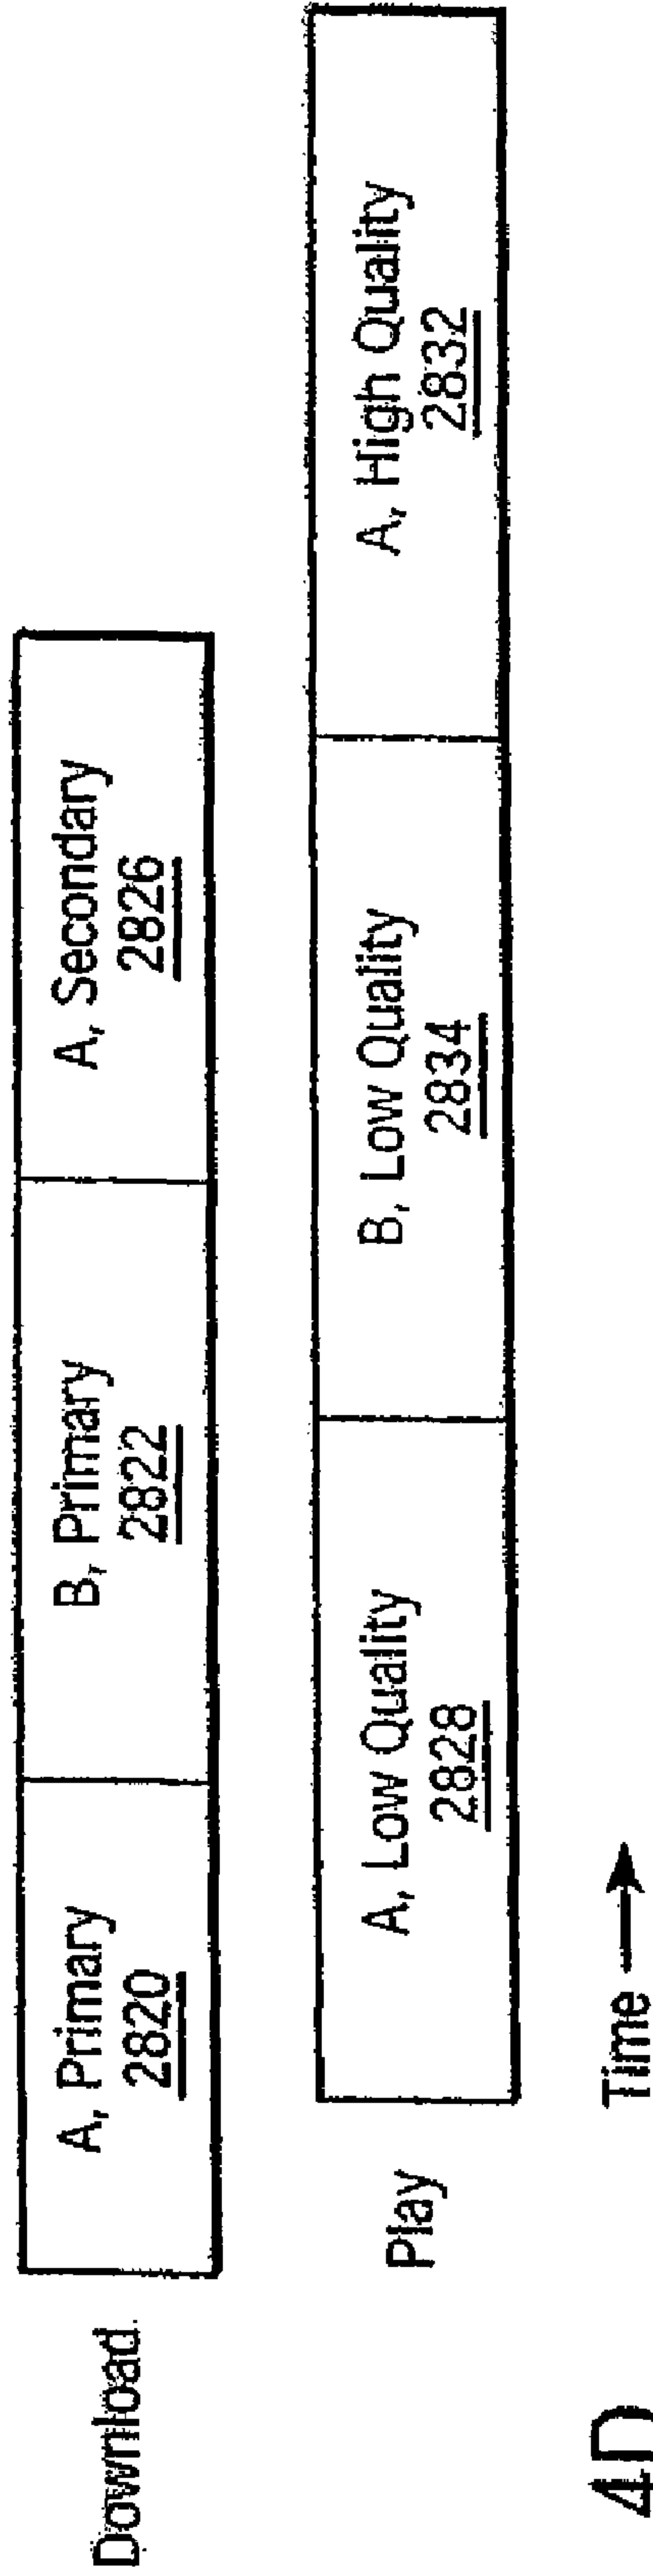 Download
A, Primary
2820
B, Primary
2822
A, Secondary
2826
Play
A, Low Quality
2828
B, Low Quality
2834
A, High Quality
2832
Time
4D